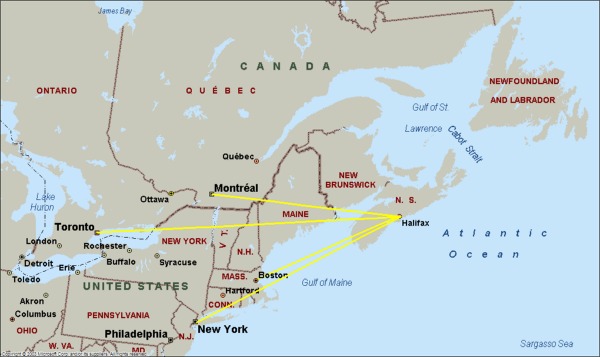 James Bay
CANADA
ONTARIO
QUÉBEC
NEWFOUNDLAND
AND LABRADOR
Gulf of St.
Lawrence
Cabot Strait
Québec
NEW
BRUNSWICK
Montréal
Ottawa
N. S.
Lake
Huron
Toronto
MAINE
Halifax
London
Rochester
NEW YORK
V T.
Atlantic
Ocean
Detroit
Buffalo
Syracuse
N.H.
Toledo
Erie
MASS.
Boston
Gulf of Maine
UNITED STATES
Hartford
Akron
CONN.
Columbus
PENNSYLVANIA
New York
OHIO
Philadelphia
N.J.
W. VA.
MD
Sargasso Sea
Copyright © 2002 Microsoft Corp. and/or its suppliers. All rights reserved.